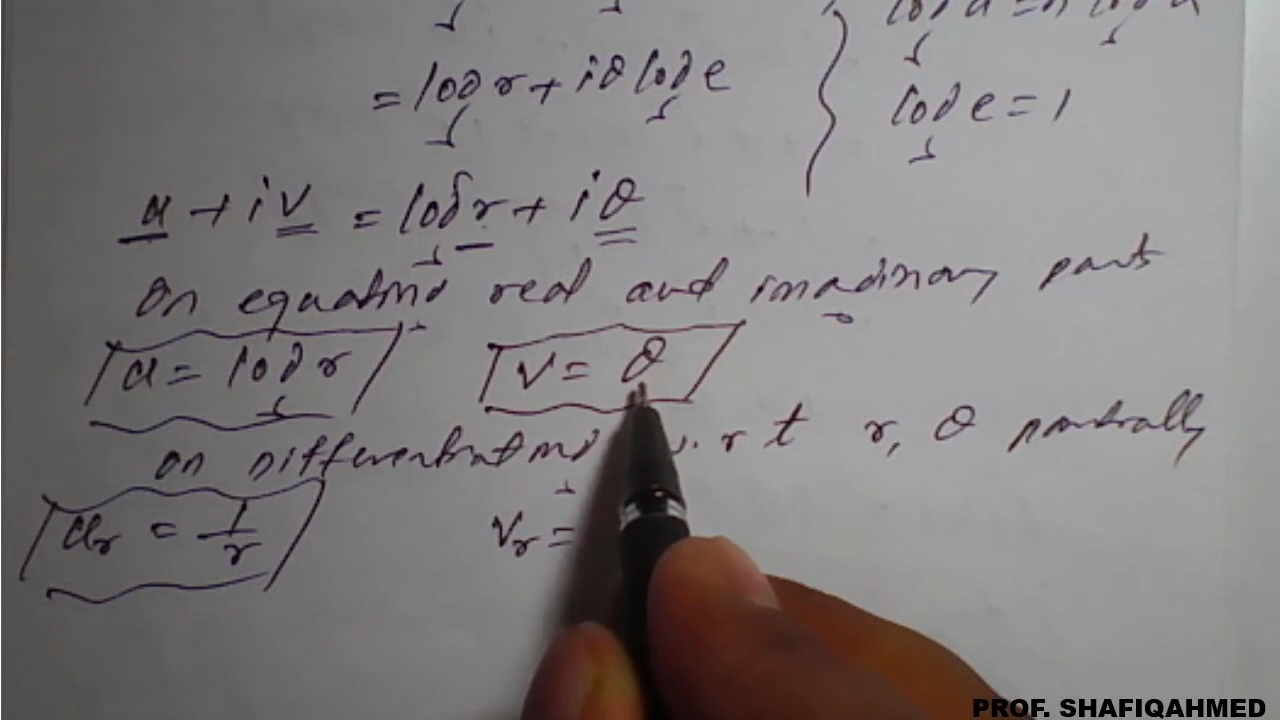 = log r + iθ log e
log e = 1
u + iv = log r + iθ
On equating real and imaginary parts
u = log r
v = θ
on Differentiating w. r t r, θ partially
u_r = 1/r
v_r =
PROF. SHAFIQAHMED